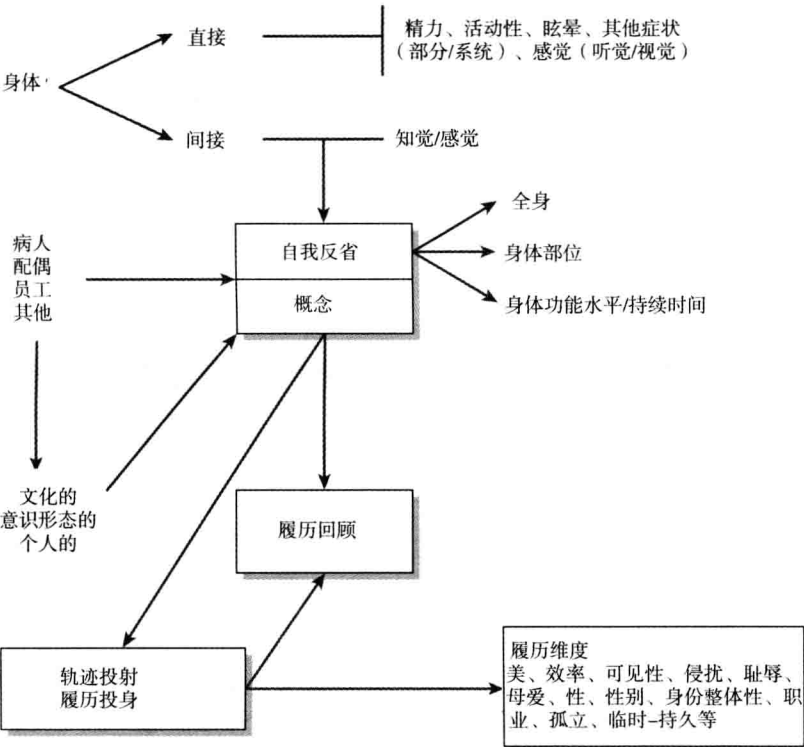 精力、活动性、眩晕、其他症状
直接
（部分/系统）、感觉（听觉/视觉）
身体
间接
知觉/感觉
全身
病人
自我反省
身体部位
配偶
员工
概念
身体功能水平/持续时间
其他
文化的
意识形态的
个人的
履历回顾
轨迹投射
履历投身
履历维度
美、效率、可见性、侵扰、耻辱、
母爱、性、性别、身份整体性、职
业、孤立、临时-持久等